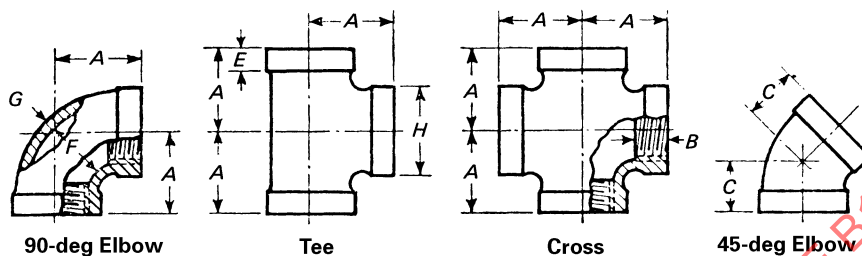 A A A A
G E C
A A A
F H B C
A A A
90-deg Elbow Tee Cross 45-deg Elbow